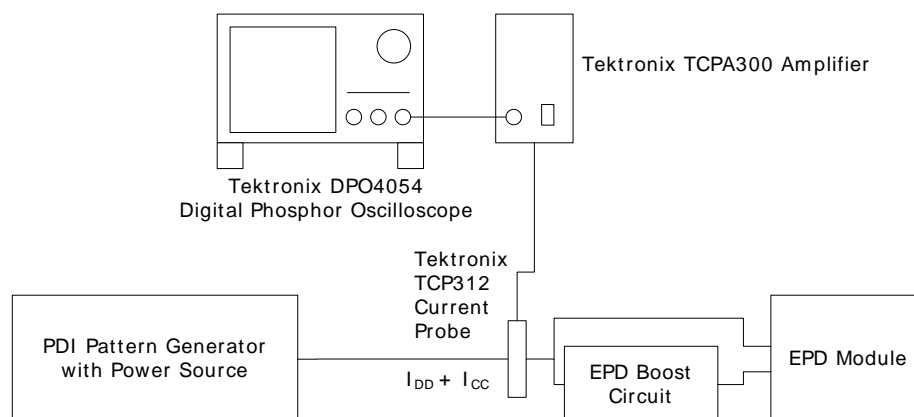 Tektronix TCPA300 Amplifier
Tektronix DPO4054
Digital Phosphor Oscilloscope
Tektronix
TCP312
Current
Probe
PDI Pattern Generator
with Power Source
IDD + ICC
EPD Boost
Circuit
EPD Module